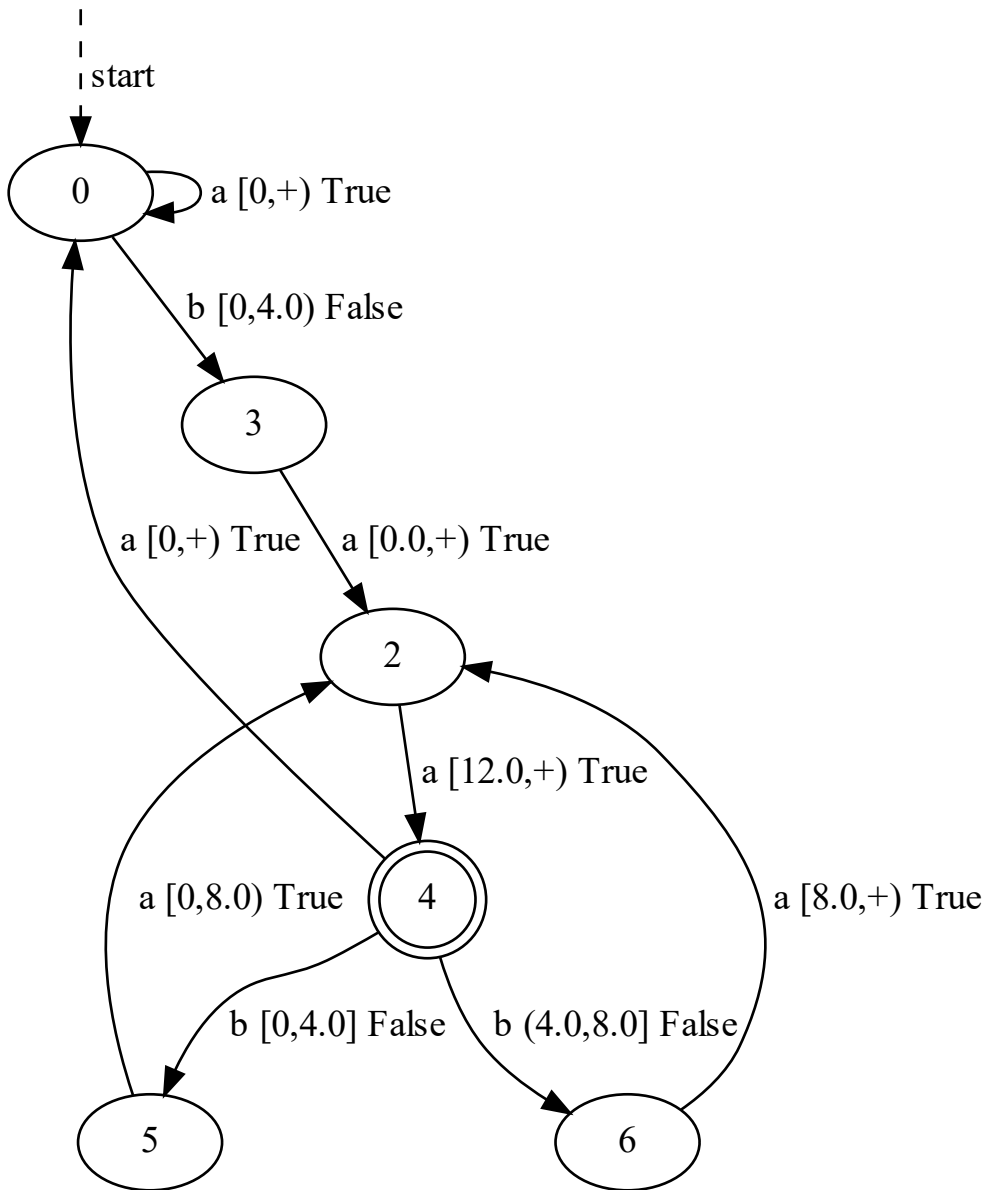 start
0
a [0,+) True
b [0,4.0) False
3
a [0,+) True
a [0.0,+) True
2
a [12.0,+) True
a [0,8.0) True
4
a [8.0,+) True
b [0,4.0] False
b (4.0,8.0] False
5
6